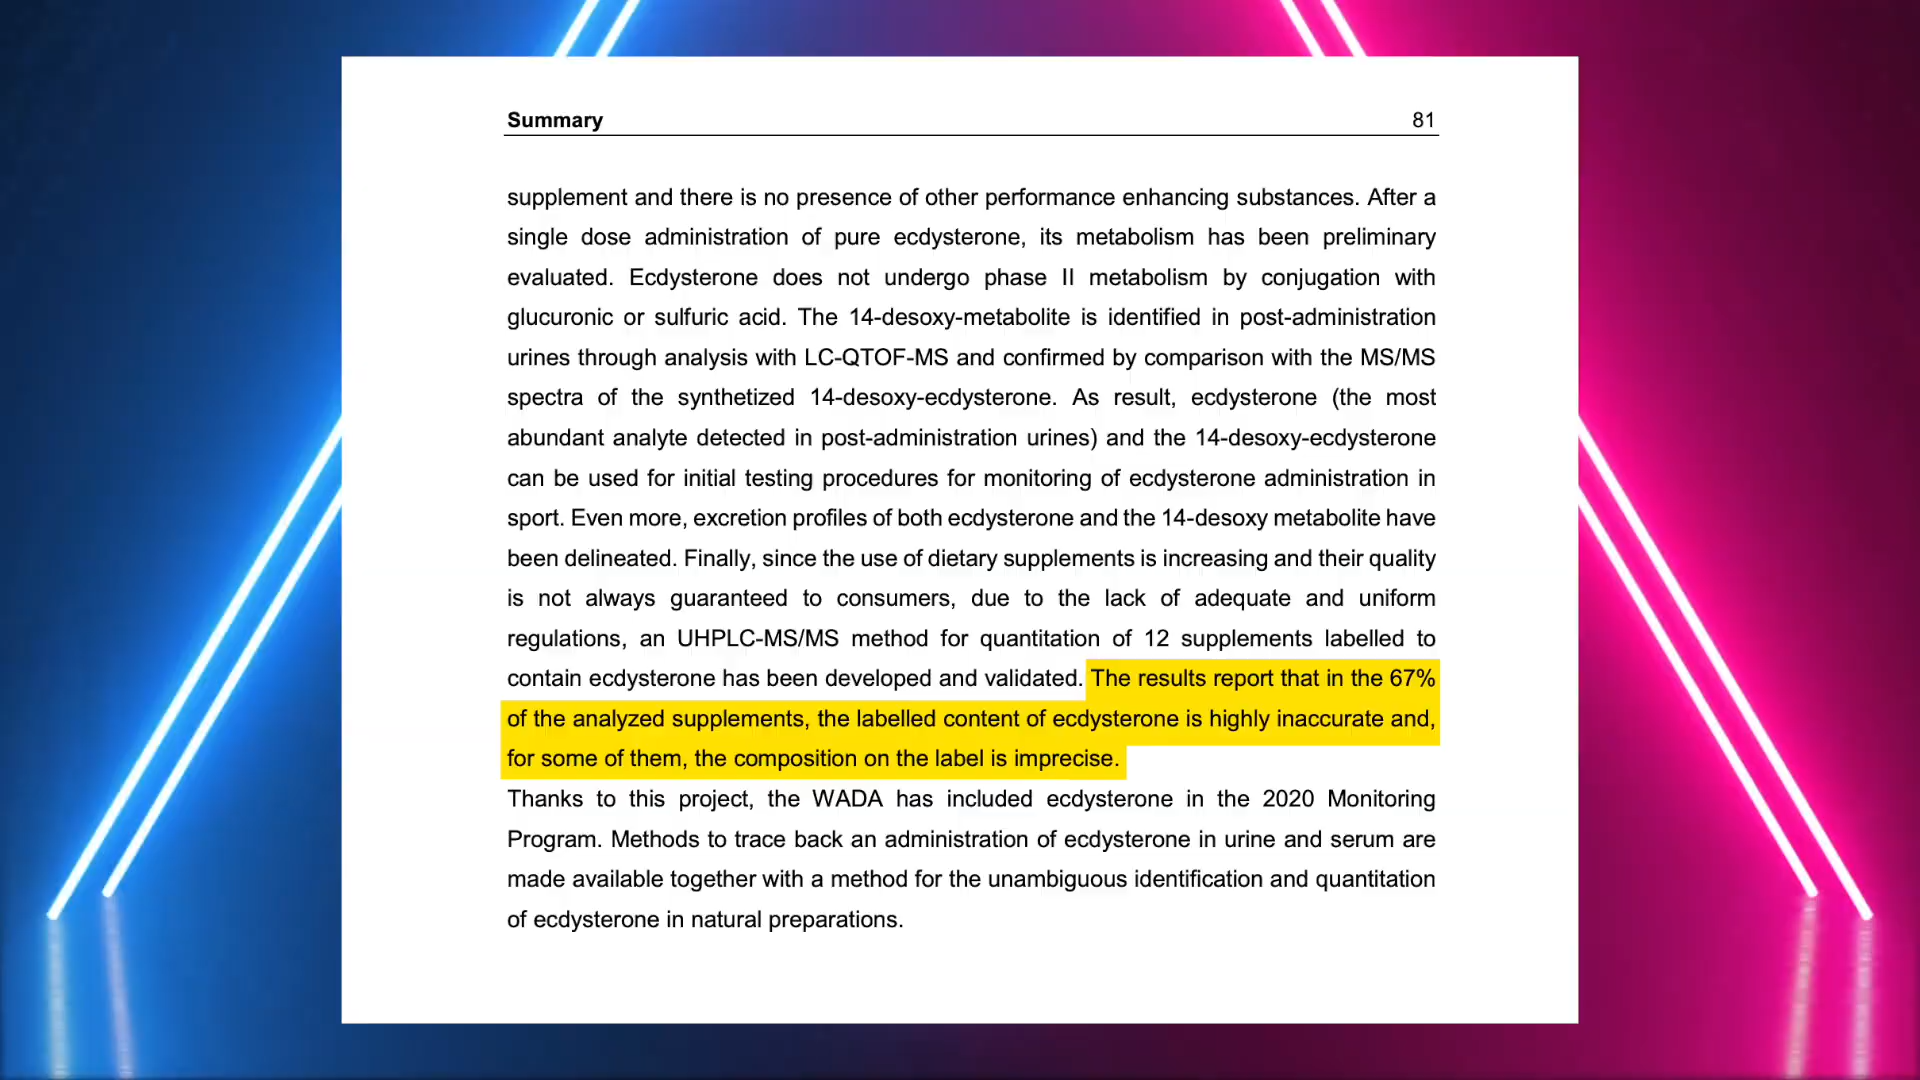 Summary 81
supplement and there is no presence of other performance enhancing substances. After a
single dose administration of pure ecdysterone, its metabolism has been preliminary
evaluated. Ecdysterone does not undergo phase II metabolism by conjugation with
glucuronic or sulfuric acid. The 14-desoxy-metabolite is identified in post-administration
urines through analysis with LC-QTOF-MS and confirmed by comparison with the MS/MS
spectra of the synthetized 14-desoxy-ecdysterone. As result, ecdysterone (the most
abundant analyte detected in post-administration urines) and the 14-desoxy-ecdysterone
can be used for initial testing procedures for monitoring of ecdysterone administration in
sport. Even more, excretion profiles of both ecdysterone and the 14-desoxy metabolite have
been delineated. Finally, since the use of dietary supplements is increasing and their quality
is not always guaranteed to consumers, due to the lack of adequate and uniform
regulations, an UHPLC-MS/MS method for quantitation of 12 supplements labelled to
contain ecdysterone has been developed and validated. The results report that in the 67%
of the analyzed supplements, the labelled content of ecdysterone is highly inaccurate and,
for some of them, the composition on the label is imprecise.
Thanks to this project, the WADA has included ecdysterone in the 2020 Monitoring
Program. Methods to trace back an administration of ecdysterone in urine and serum are
made available together with a method for the unambiguous identification and quantitation
of ecdysterone in natural preparations.